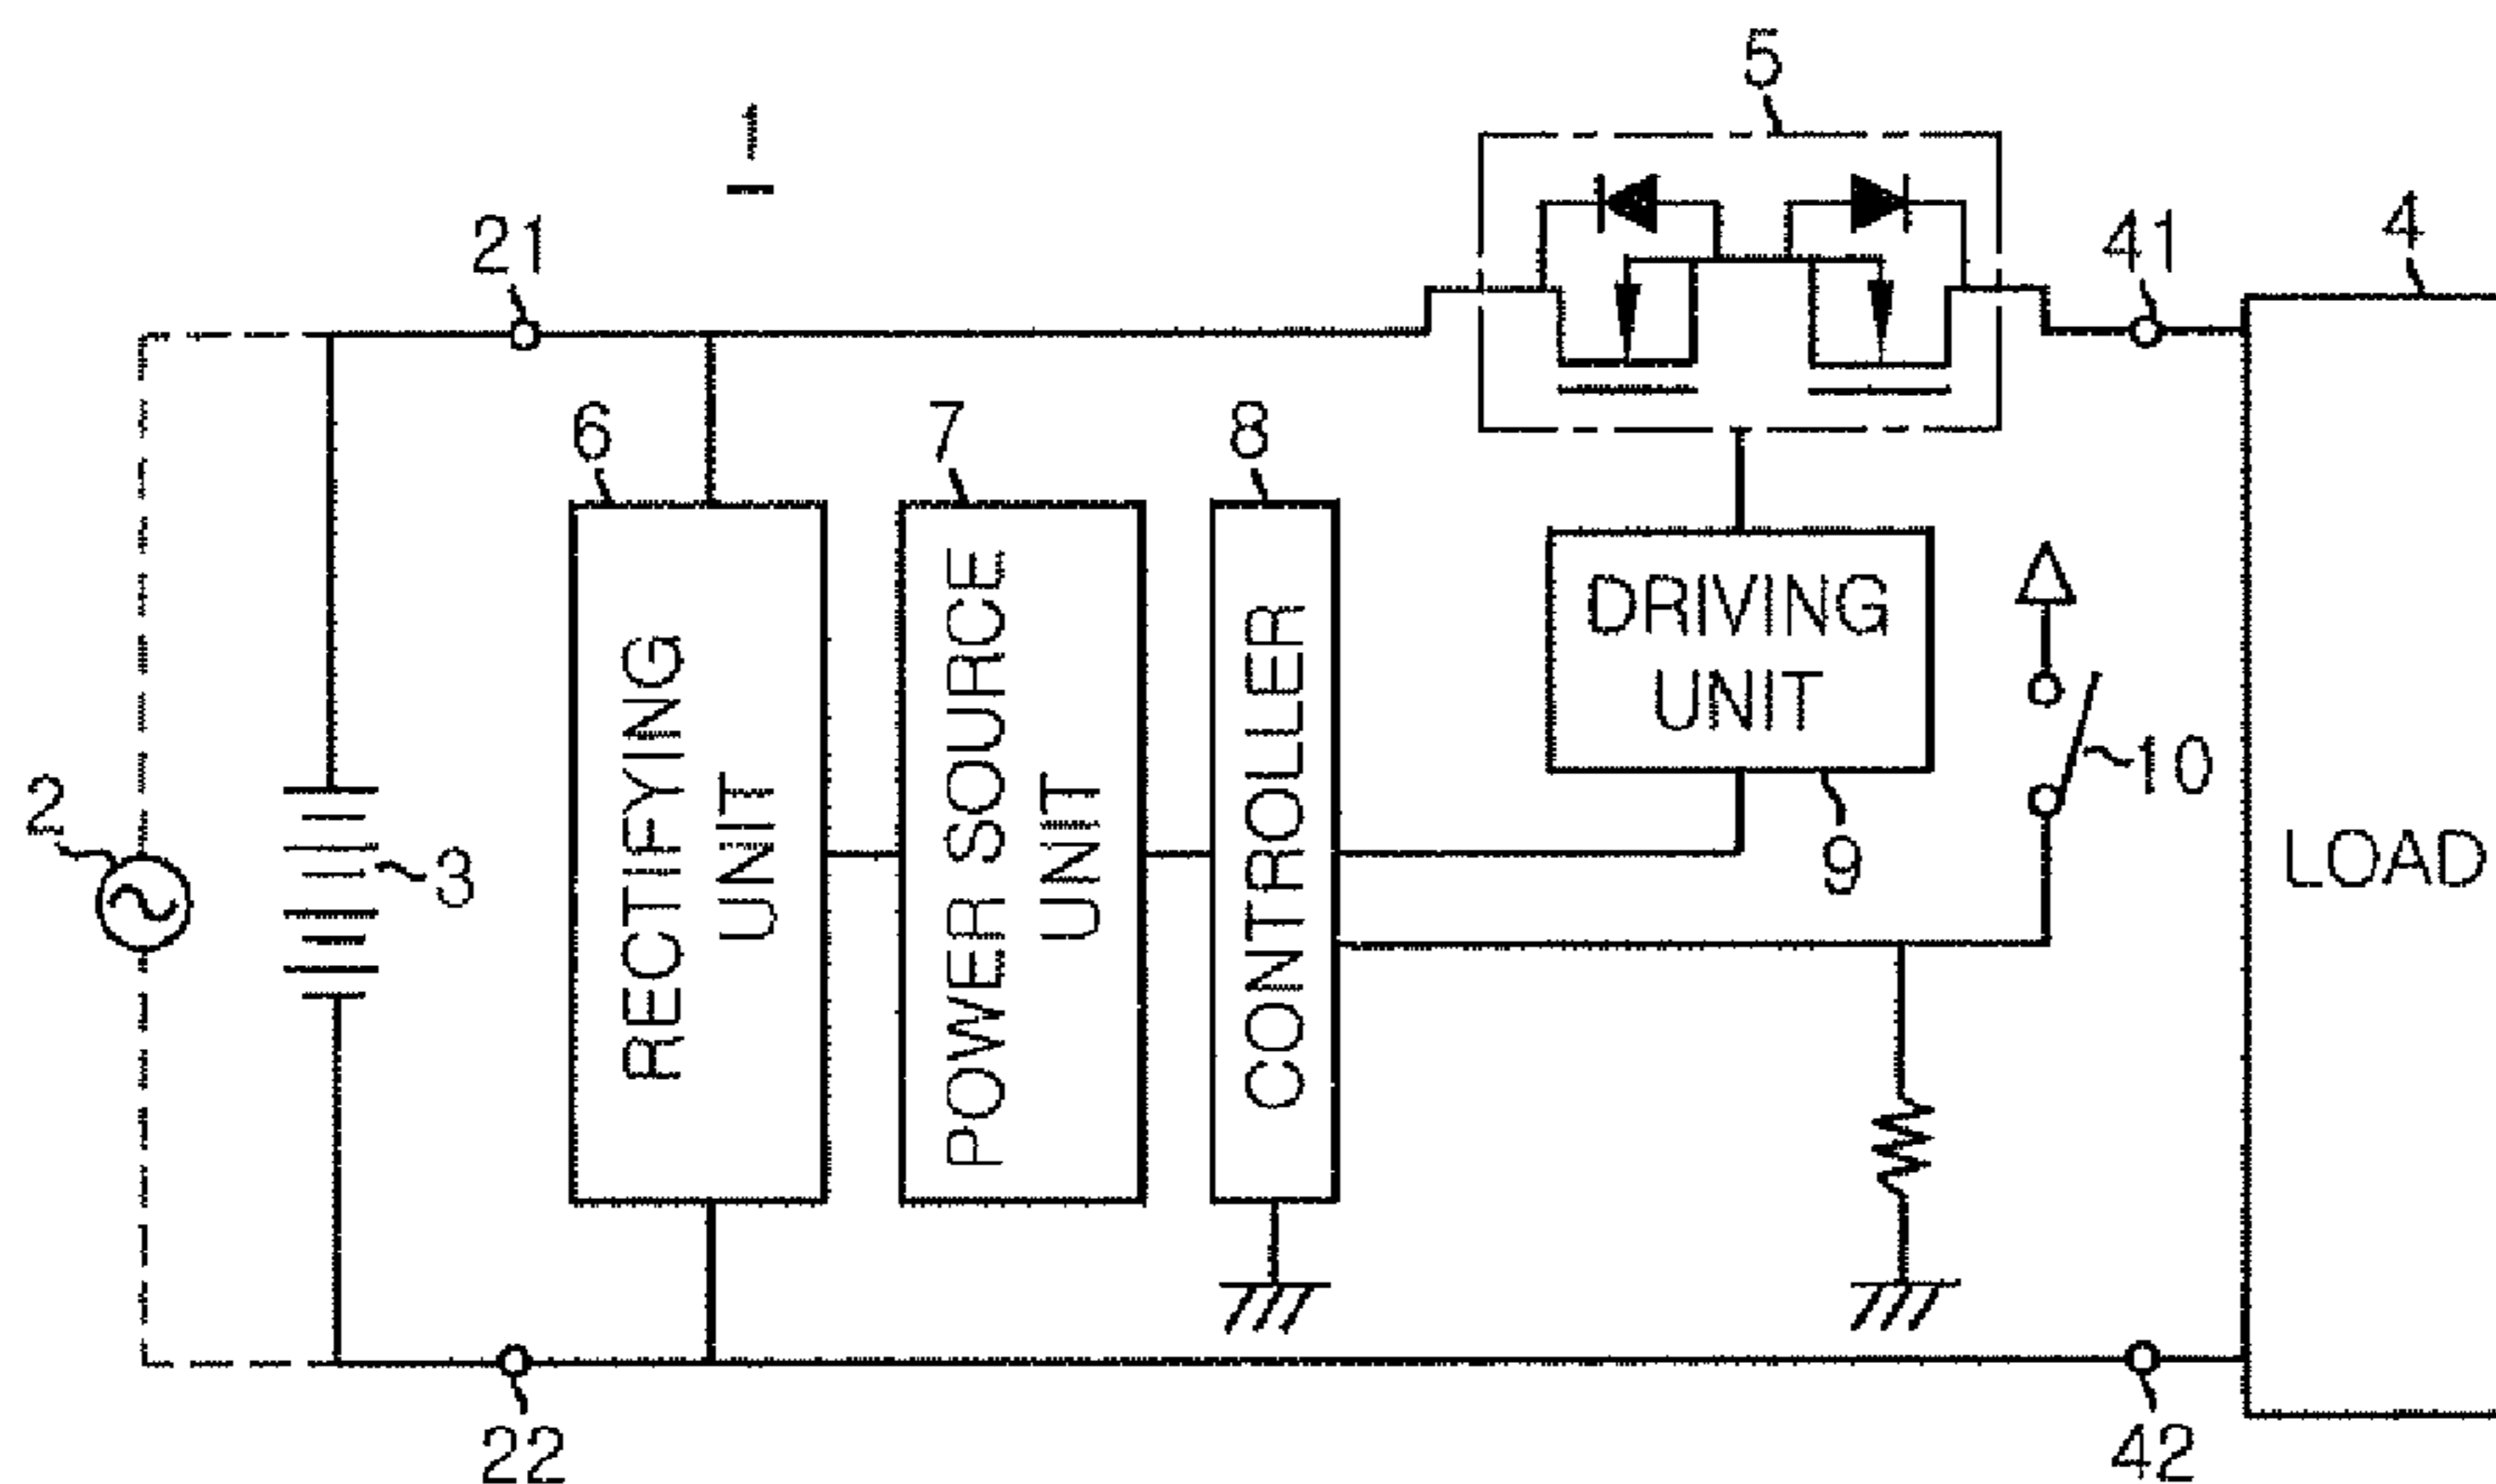 5
1
21
41
4
6
7
8
RECTIFYING
UNIT
POWER SOURCE
UNIT
CONTROLLER
DRIVING
UNIT
2
3
9
10
LOAD
22
42